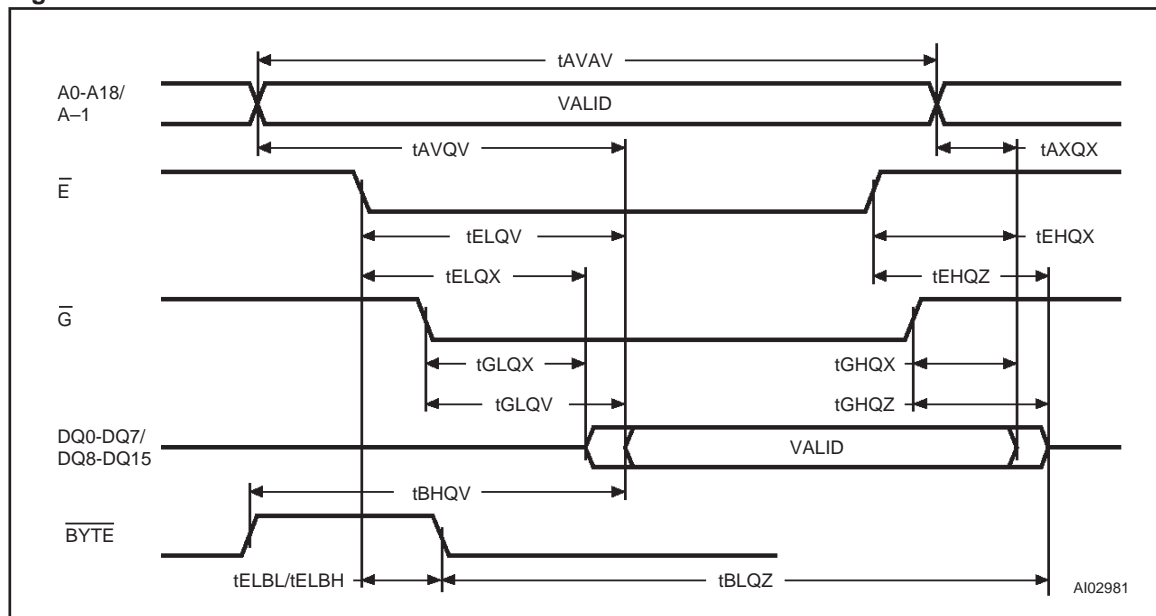 tAVAV
A0-A18/
A–1
VALID
tAVQV
tAXQX
E
tELQV
tEHQX
tELQX
tEHQZ
G
tGLQX
tGHQX
tGLQV
tGHQZ
DQ0-DQ7/
DQ8-DQ15
VALID
tBHQV
BYTE
tELBL/tELBH
tBLQZ
AI02981